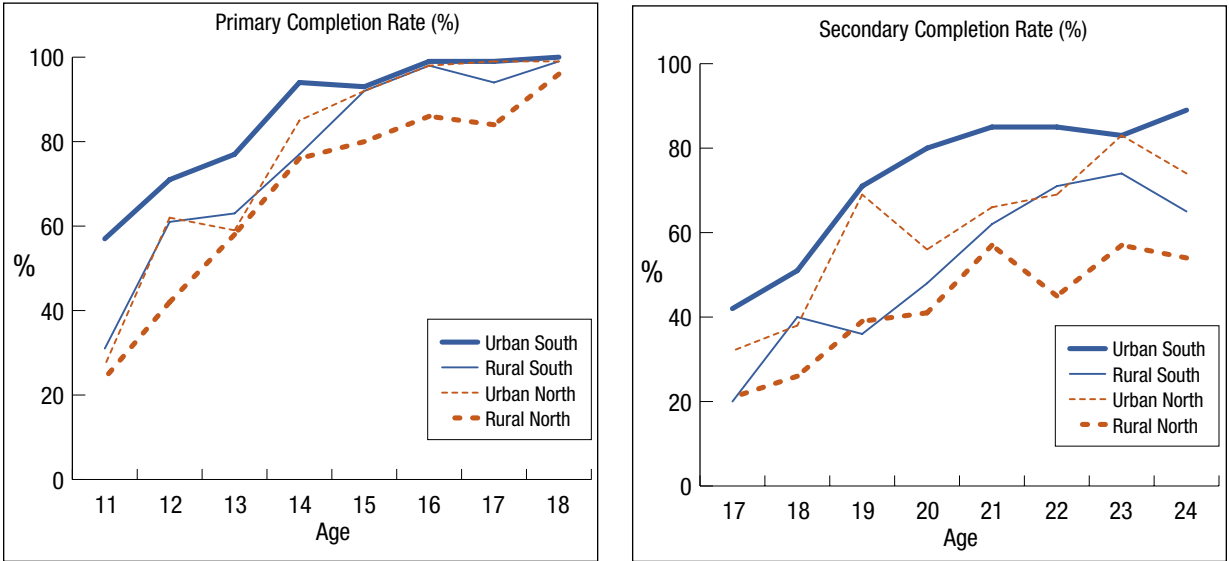 Primary Completion Rate (%)
100
80
60
%
40
20
0
11 12 13 14 15 16 17 18
Age
Urban South
Rural South
Urban North
Rural North
Secondary Completion Rate (%)
100
80
60
%
40
20
0
17 18 19 20 21 22 23 24
Age
Urban South
Rural South
Urban North
Rural North